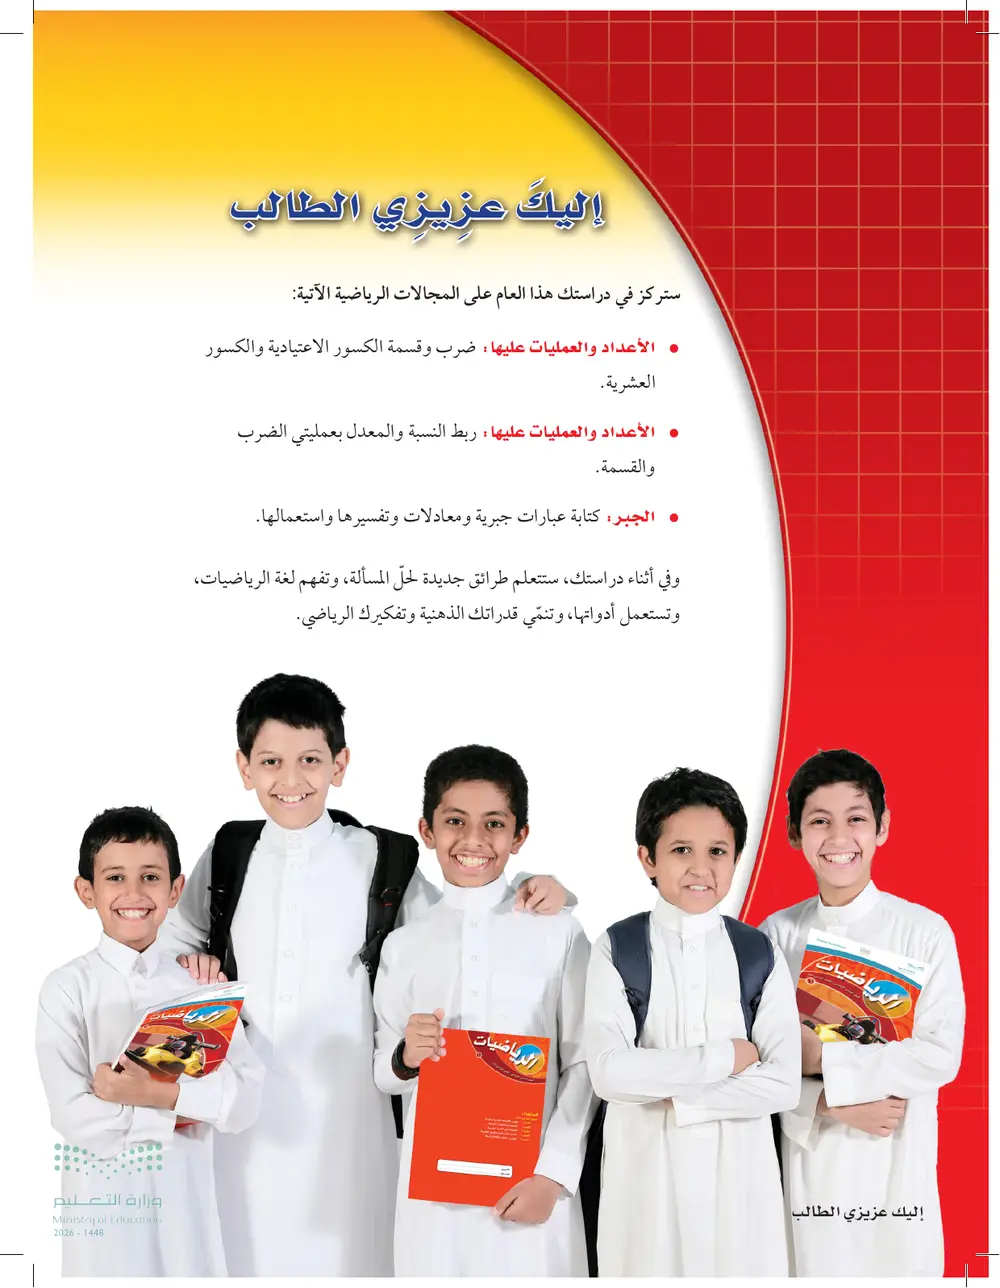 إليكَ عزِيزِي الطالب
ستركز في دراستك هذا العام على المجالات الرياضية الآتية:
• الأعداد والعمليات عليها: ضرب وقسمة الكسور الاعتيادية والكسور
العشرية.
• الأعداد والعمليات عليها: ربط النسبة والمعدل بعمليتي الضرب
والقسمة.
• الجبر: كتابة عبارات جبرية ومعادلات وتفسيرها واستعمالها.
وفي أثناء دراستك، ستتعلم طرائق جديدة لحلّ المسألة، وتفهم لغة الرياضيات،
وتستعمل أدواتها، وتنمّي قدراتك الذهنية وتفكيرك الرياضي.
الرياضيات
الرياضيات
الرياضيات
إليك عزيزي الطالب
وزارة التعـــليم
Ministry of Education
2026 - 1448